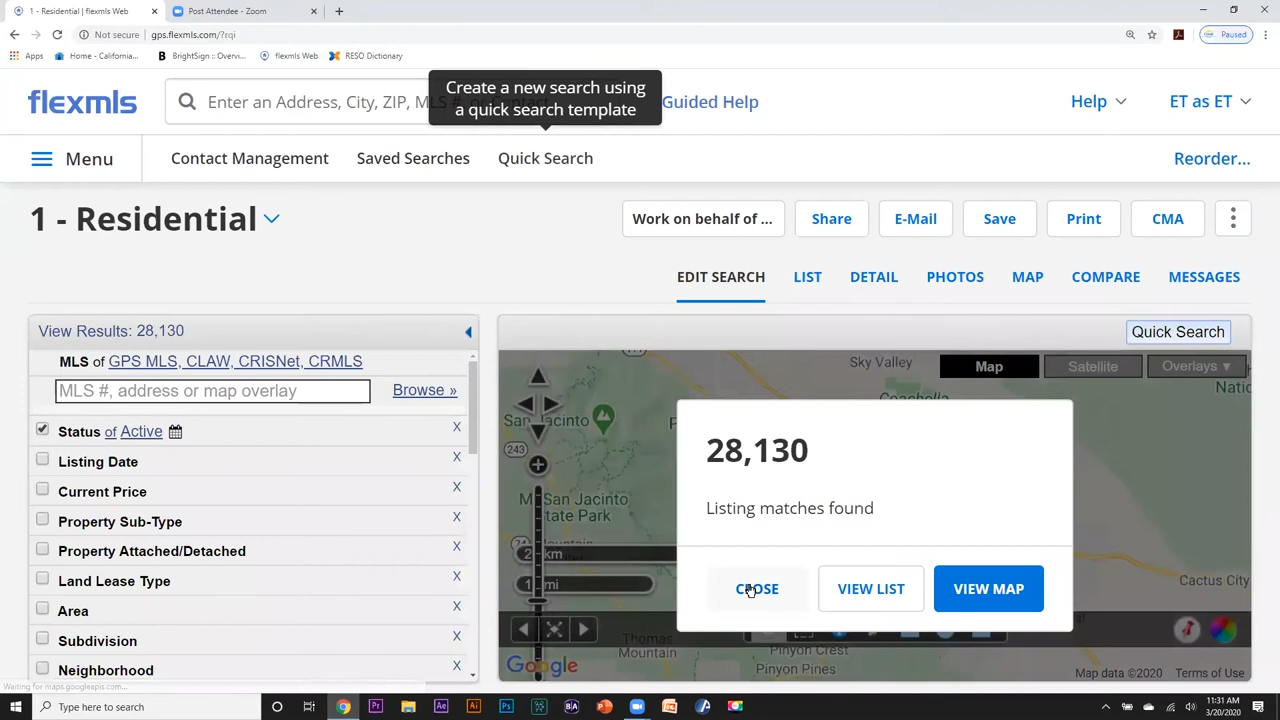 1 - Residential | flexmls Web
Post Attendee - Zoom
Not secure | gps.flexmls.com/?rqi
Paused
Apps
Home - California...
BrightSign :: Overvi...
flexmls Web
RESO Dictionary
Create a new search using
a quick search template
flexmls
Enter an Address, City, ZIP, MLS #,
Guided Help
Help
ET as ET
Menu
Contact Management
Saved Searches
Quick Search
Reorder...
1 - Residential
Work on behalf of ...
Share
E-Mail
Save
Print
CMA
EDIT SEARCH
LIST
DETAIL
PHOTOS
MAP
COMPARE
MESSAGES
View Results: 28,130
Quick Search
MLS of GPS MLS, CLAW, CRISNet, CRMLS
MLS #, address or map overlay
Browse »
Status of Active
X
Listing Date
X
Current Price
X
Property Sub-Type
X
Property Attached/Detached
X
Land Lease Type
X
Area
X
Subdivision
X
Neighborhood
X
Sky Valley
Map
Satellite
Overlays ▾
Coachella
San Jacinto
243
San Jacinto
State Park
74
km
mi
Cactus City
Thomas
Mountain
Pinyon Crest
Pinyon Pines
Google
Map data ©2020
Terms of Use
28,130
Listing matches found
CLOSE
VIEW LIST
VIEW MAP
Waiting for maps.googleapis.com...
Type here to search
11:31 AM
3/20/2020